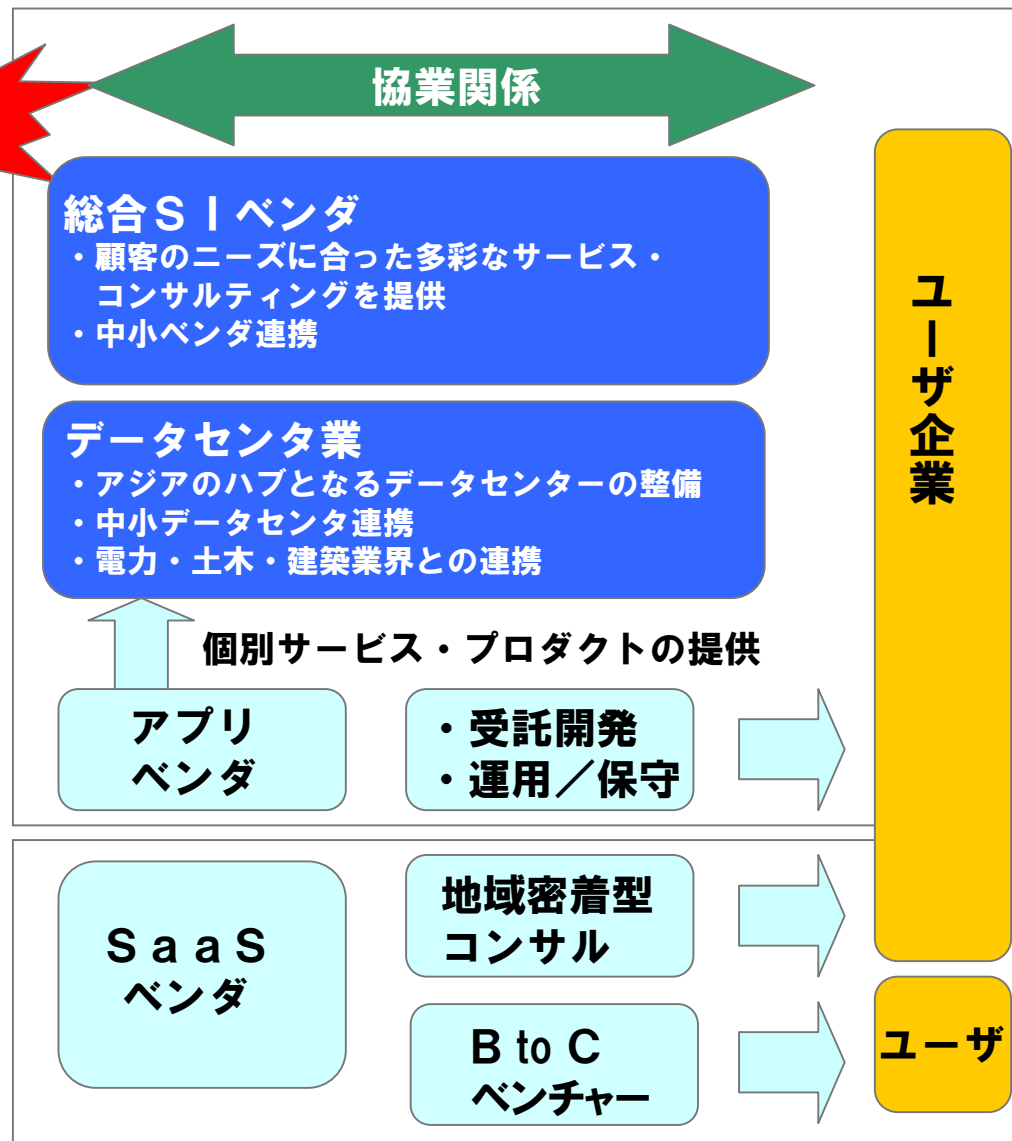 協業関係
総合ＳＩベンダ
・顧客のニーズに合った多彩なサービス・
コンサルティングを提供
・中小ベンダ連携
データセンタ業
・アジアのハブとなるデータセンターの整備
・中小データセンタ連携
・電力・土木・建築業界との連携
個別サービス・プロダクトの提供
アプリ
ベンダ
・受託開発
・運用／保守
ユーザ企業
ＳａａＳ
ベンダ
地域密着型
コンサル
Ｂ to Ｃ
ベンチャー
ユーザ